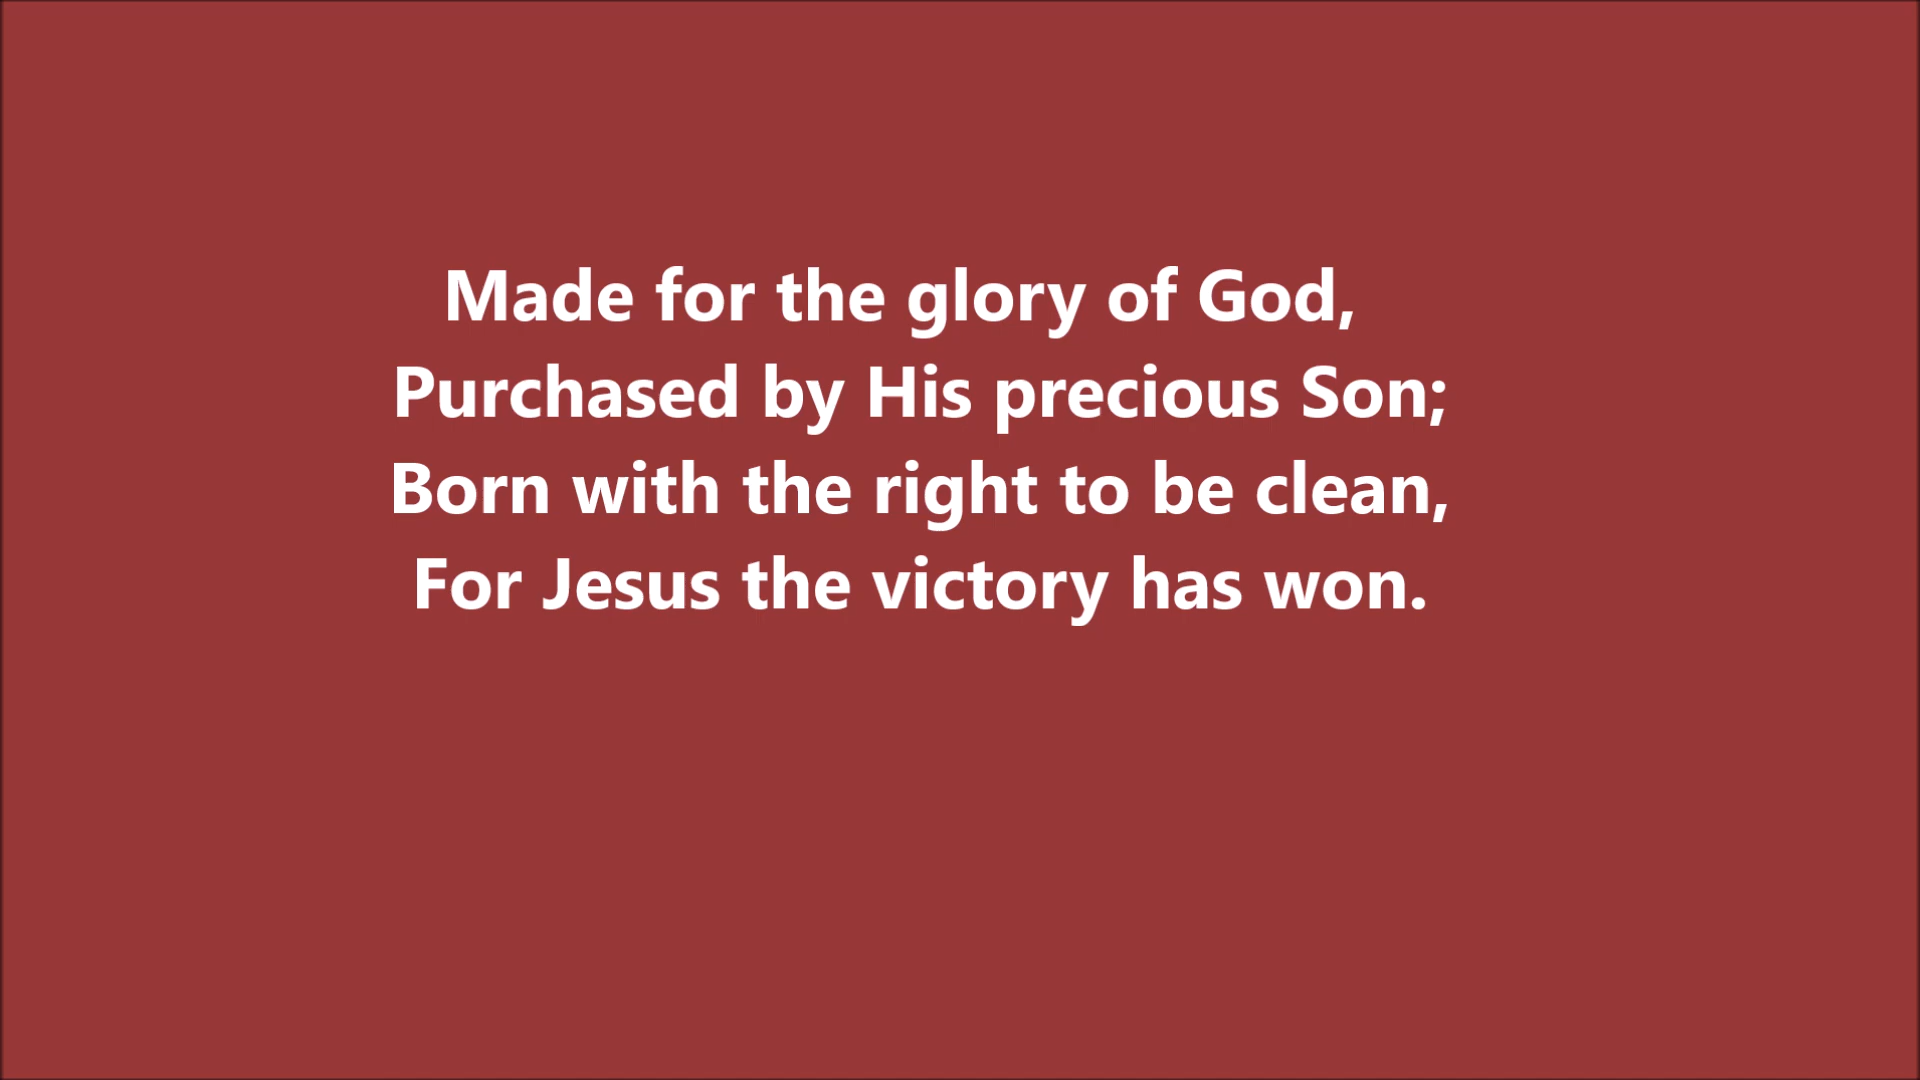 Made for the glory of God,
Purchased by His precious Son;
Born with the right to be clean,
For Jesus the victory has won.